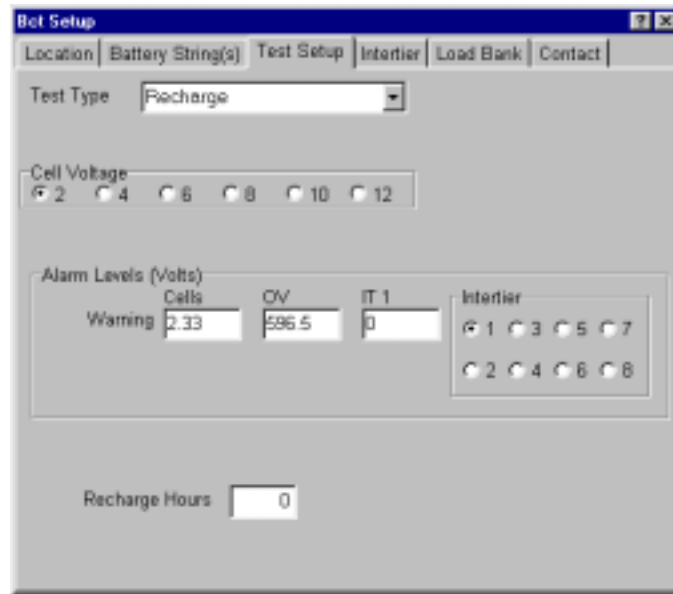 Bct Setup
Location Battery String(s) Test Setup Intertier Load Bank Contact
Test Type Recharge
Cell Voltage
2 4 6 8 10 12
Alarm Levels (Volts)
Cells OV IT 1 Intertier
Warning 2.33 596.5 0
1 3 5 7
2 4 6 8
Recharge Hours 0